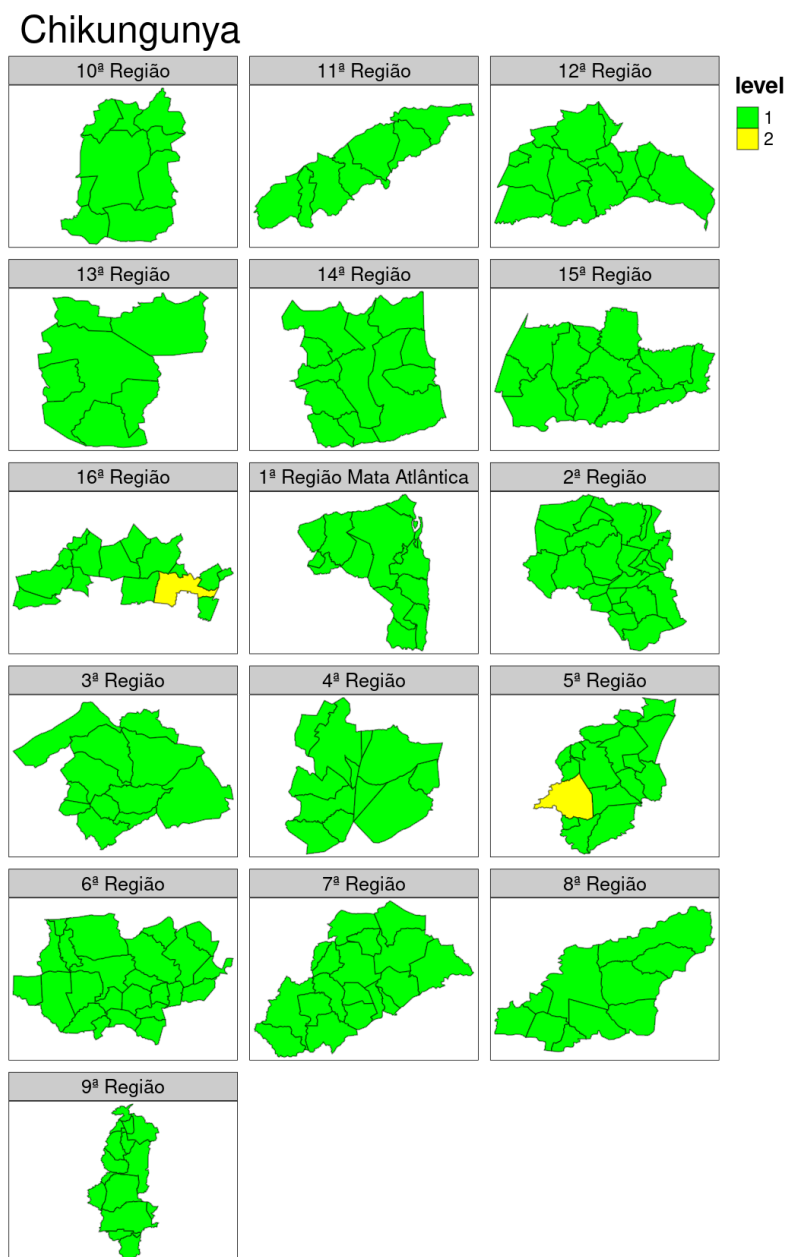 Chikungunya
10ª Região
11ª Região
12ª Região
level
1
2
13ª Região
14ª Região
15ª Região
16ª Região
1ª Região Mata Atlântica
2ª Região
3ª Região
4ª Região
5ª Região
6ª Região
7ª Região
8ª Região
9ª Região